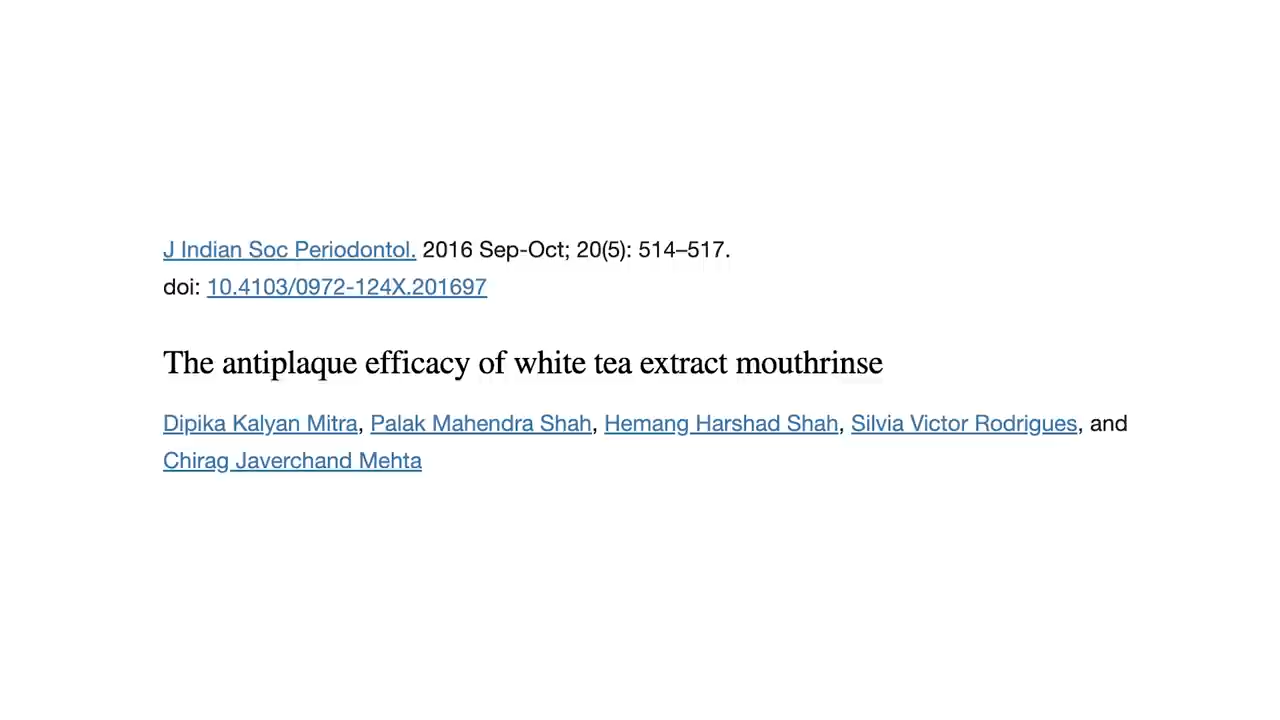 J Indian Soc Periodontol. 2016 Sep-Oct; 20(5): 514–517.
doi: 10.4103/0972-124X.201697
The antiplaque efficacy of white tea extract mouthrinse
Dipika Kalyan Mitra, Palak Mahendra Shah, Hemang Harshad Shah, Silvia Victor Rodrigues, and
Chirag Javerchand Mehta